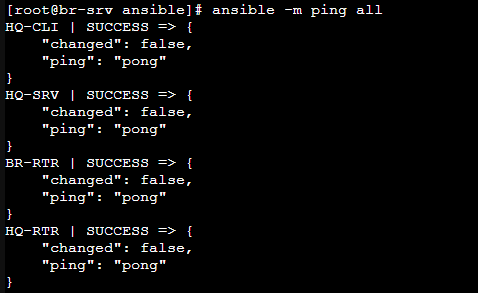 [root@br-srv ansible]# ansible -m ping all
HQ-CLI | SUCCESS => {
    "changed": false,
    "ping": "pong"
}
HQ-SRV | SUCCESS => {
    "changed": false,
    "ping": "pong"
}
BR-RTR | SUCCESS => {
    "changed": false,
    "ping": "pong"
}
HQ-RTR | SUCCESS => {
    "changed": false,
    "ping": "pong"
}